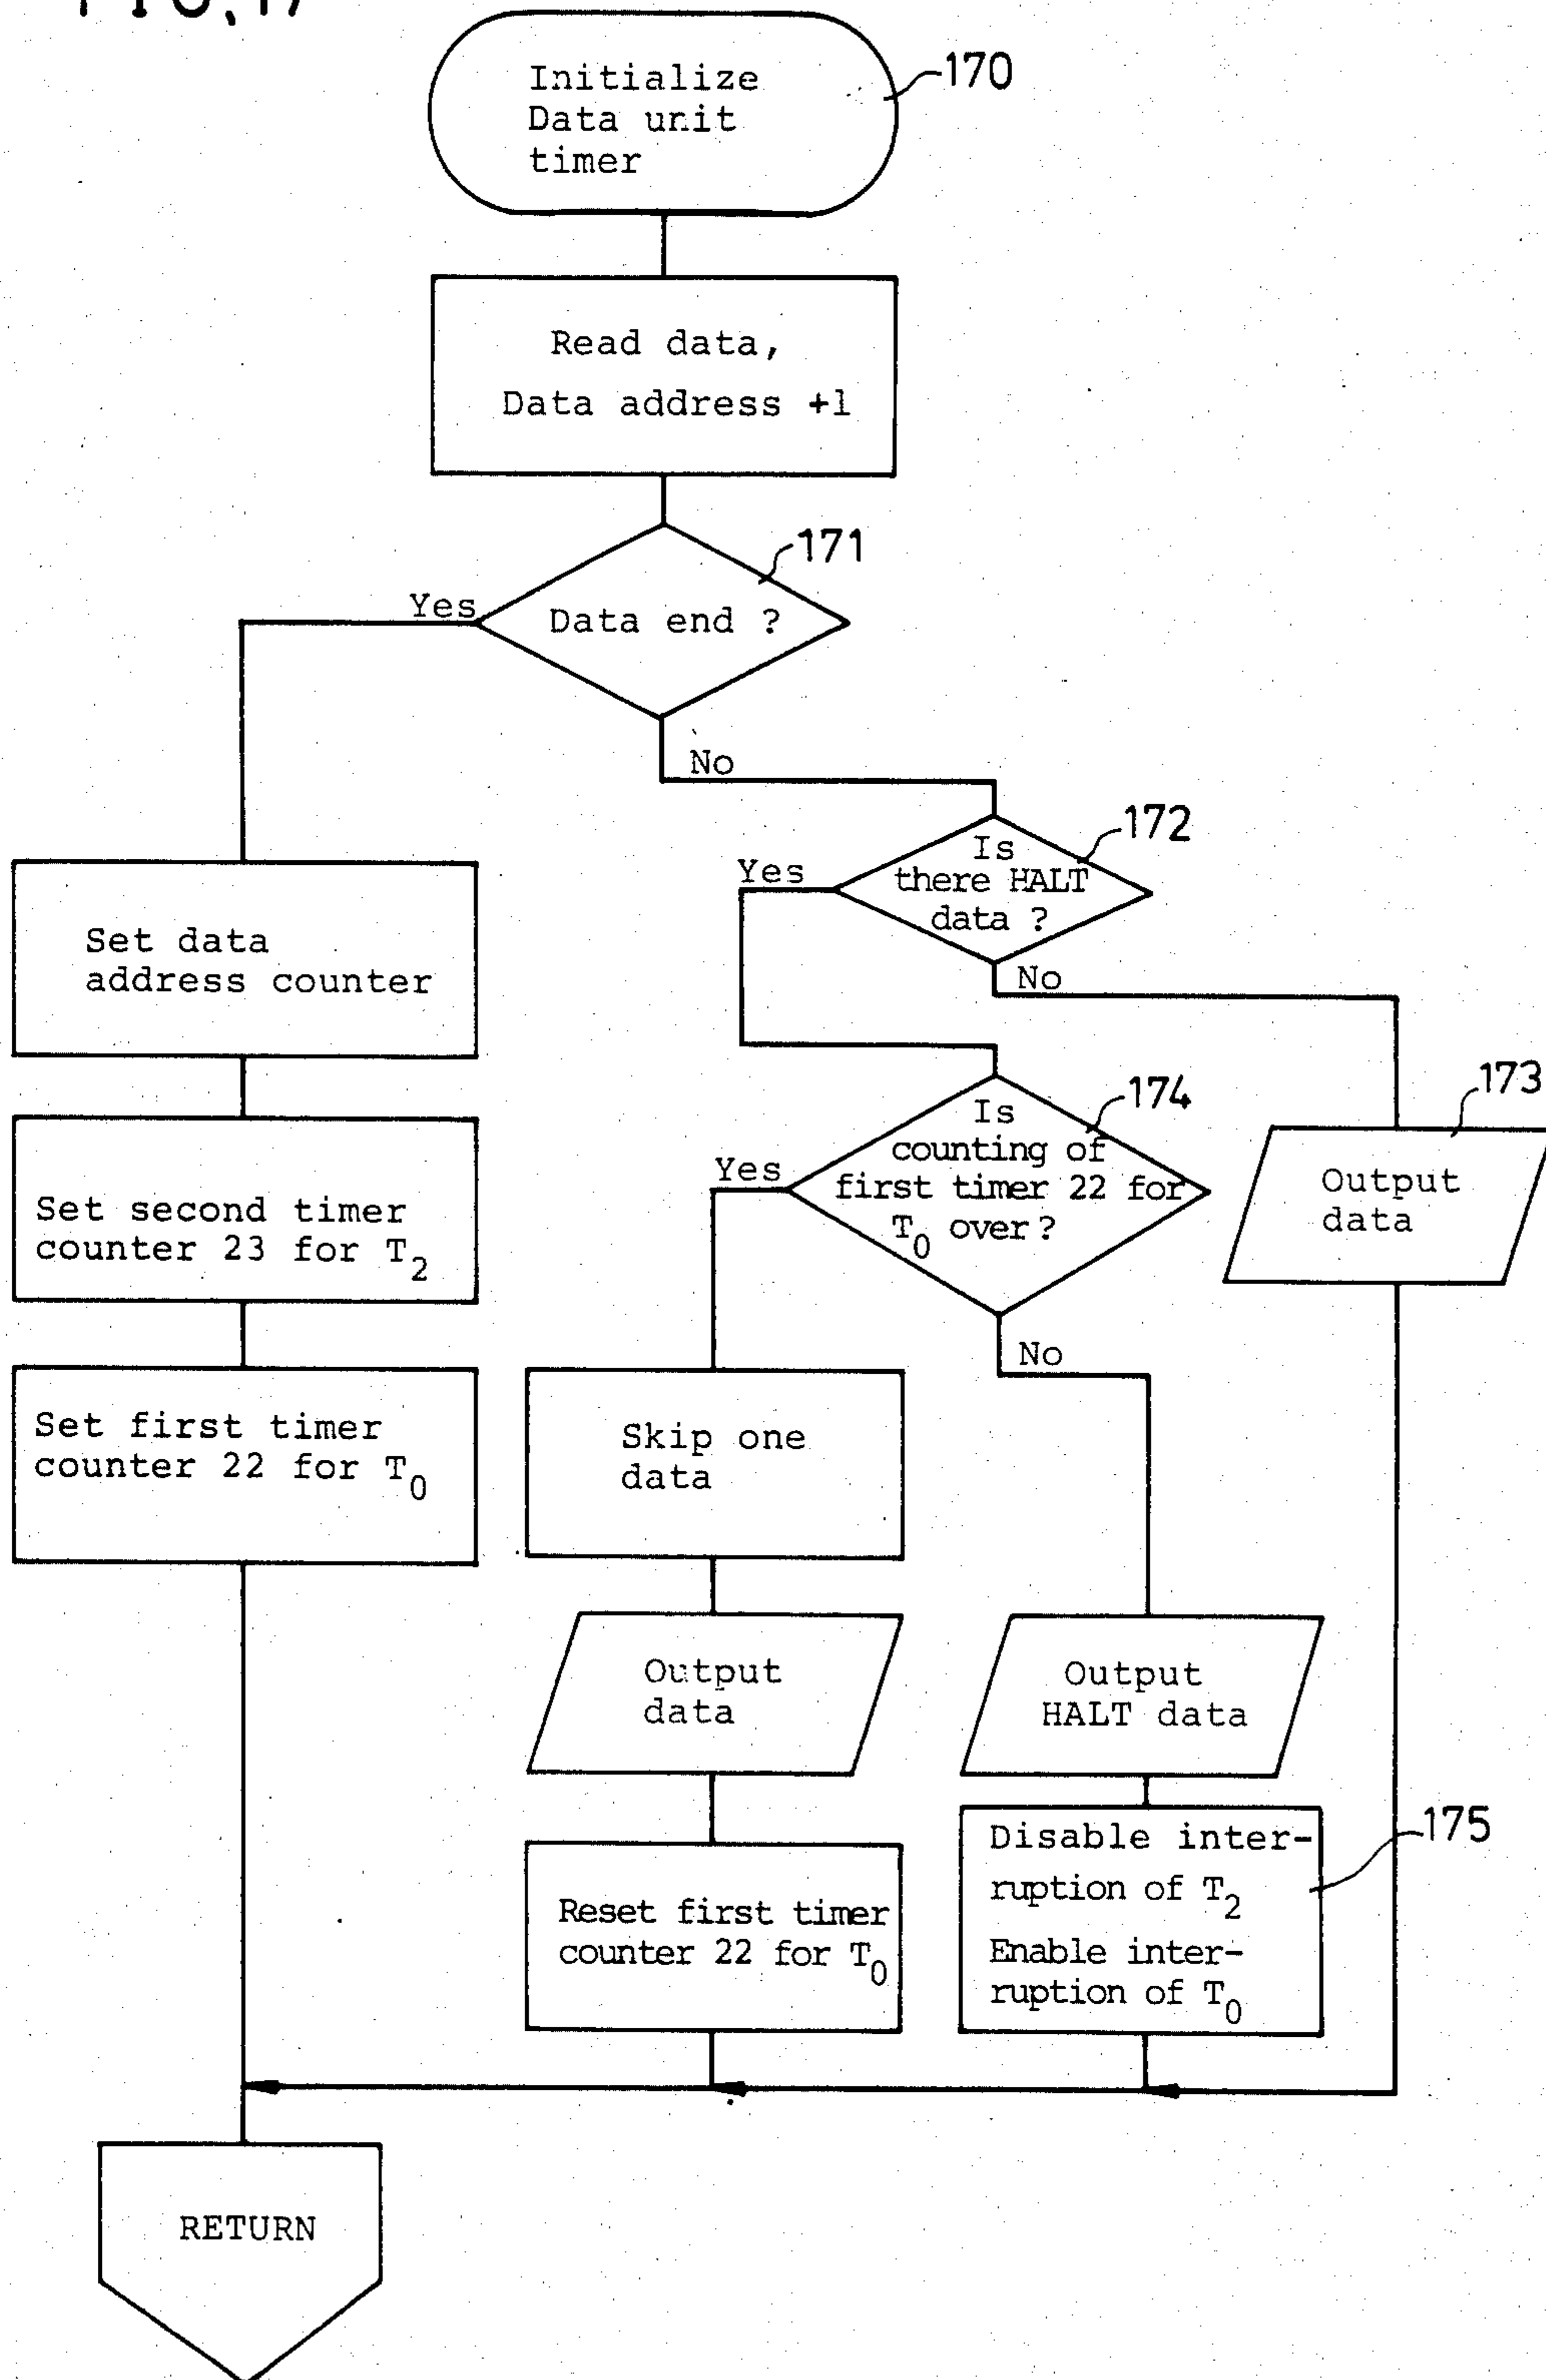 FIG.17
Initialize
Data unit
timer
170
Read data,
Data address +1
171
Data end ?
Yes
No
172
Is
there HALT
data ?
Yes
No
Set data
address counter
174
Is
counting of
first timer 22 for
T0 over?
Yes
No
173
Output
data
Set second timer
counter 23 for T2
Set first timer
counter 22 for T0
Skip one
data
Output
data
Output
HALT data
Reset first timer
counter 22 for T0
Disable inter-
ruption of T2
Enable inter-
ruption of T0
175
RETURN